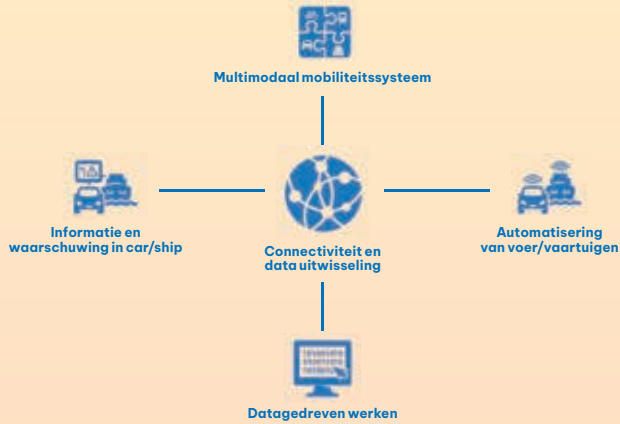 Multimodaal mobiliteitssysteem
Informatie en
waarschuwing in car/ship
Connectiviteit en
data uitwisseling
Automatisering
van voer/vaartuigen
Datagedreven werken